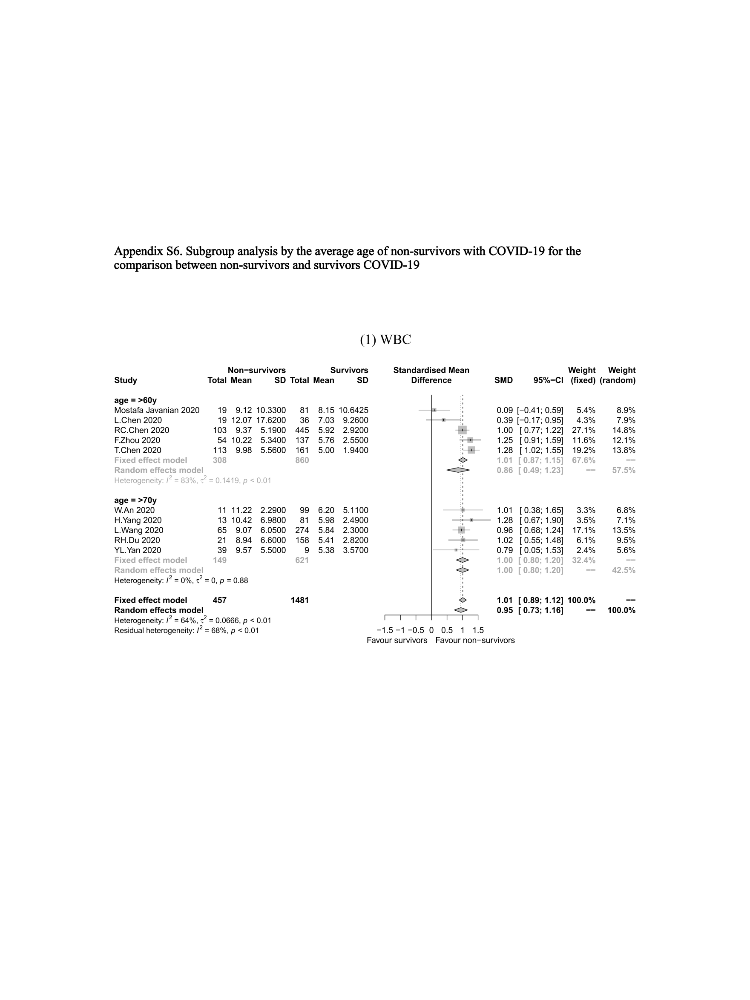 Appendix S6. Subgroup analysis by the average age of non-survivors with COVID-19 for the
comparison between non-survivors and survivors COVID-19
(1) WBC
Non−survivors Survivors Standardised Mean Weight Weight
Study Total Mean SD Total Mean SD Difference SMD 95%−CI (fixed) (random)
age = >60y
Mostafa Javanian 2020 19 9.12 10.3300 81 8.15 10.6425 0.09 [−0.41; 0.59] 5.4% 8.9%
L.Chen 2020 19 12.07 17.6200 36 7.03 9.2600 0.39 [−0.17; 0.95] 4.3% 7.9%
RC.Chen 2020 103 9.37 5.1900 445 5.92 2.9200 1.00 [ 0.77; 1.22] 27.1% 14.8%
F.Zhou 2020 54 10.22 5.3400 137 5.76 2.5500 1.25 [ 0.91; 1.59] 11.6% 12.1%
T.Chen 2020 113 9.98 5.5600 161 5.00 1.9400 1.28 [ 1.02; 1.55] 19.2% 13.8%
Fixed effect model 308 860 1.01 [ 0.87; 1.15] 67.6% −−
Random effects model 0.86 [ 0.49; 1.23] −− 57.5%
Heterogeneity: I² = 83%, τ² = 0.1419, p < 0.01
age = >70y
W.An 2020 11 11.22 2.2900 99 6.20 5.1100 1.01 [ 0.38; 1.65] 3.3% 6.8%
H.Yang 2020 13 10.42 6.9800 81 5.98 2.4900 1.28 [ 0.67; 1.90] 3.5% 7.1%
L.Wang 2020 65 9.07 6.0500 274 5.84 2.3000 0.96 [ 0.68; 1.24] 17.1% 13.5%
RH.Du 2020 21 8.94 6.6000 158 5.41 2.8200 1.02 [ 0.55; 1.48] 6.1% 9.5%
YL.Yan 2020 39 9.57 5.5000 9 5.38 3.5700 0.79 [ 0.05; 1.53] 2.4% 5.6%
Fixed effect model 149 621 1.00 [ 0.80; 1.20] 32.4% −−
Random effects model 1.00 [ 0.80; 1.20] −− 42.5%
Heterogeneity: I² = 0%, τ² = 0, p = 0.88
Fixed effect model 457 1481 1.01 [ 0.89; 1.12] 100.0% −−
Random effects model 0.95 [ 0.73; 1.16] −− 100.0%
Heterogeneity: I² = 64%, τ² = 0.0666, p < 0.01
Residual heterogeneity: I² = 68%, p < 0.01
−1.5 −1 −0.5 0 0.5 1 1.5
Favour survivors Favour non−survivors